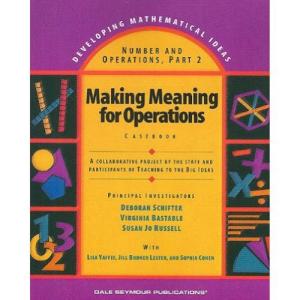 DEVELOPING MATHEMATICAL IDEAS
NUMBER AND
OPERATIONS, PART 2
Making Meaning
for Operations
CASEBOOK
A COLLABORATIVE PROJECT BY THE STAFF AND
PARTICIPANTS OF TEACHING TO THE BIG IDEAS
PRINCIPAL INVESTIGATORS
DEBORAH SCHIFTER
VIRGINIA BASTABLE
SUSAN JO RUSSELL
WITH
LISA YAFFEE, JILL BODNER LESTER, AND SOPHIA COHEN
DALE SEYMOUR PUBLICATIONS®